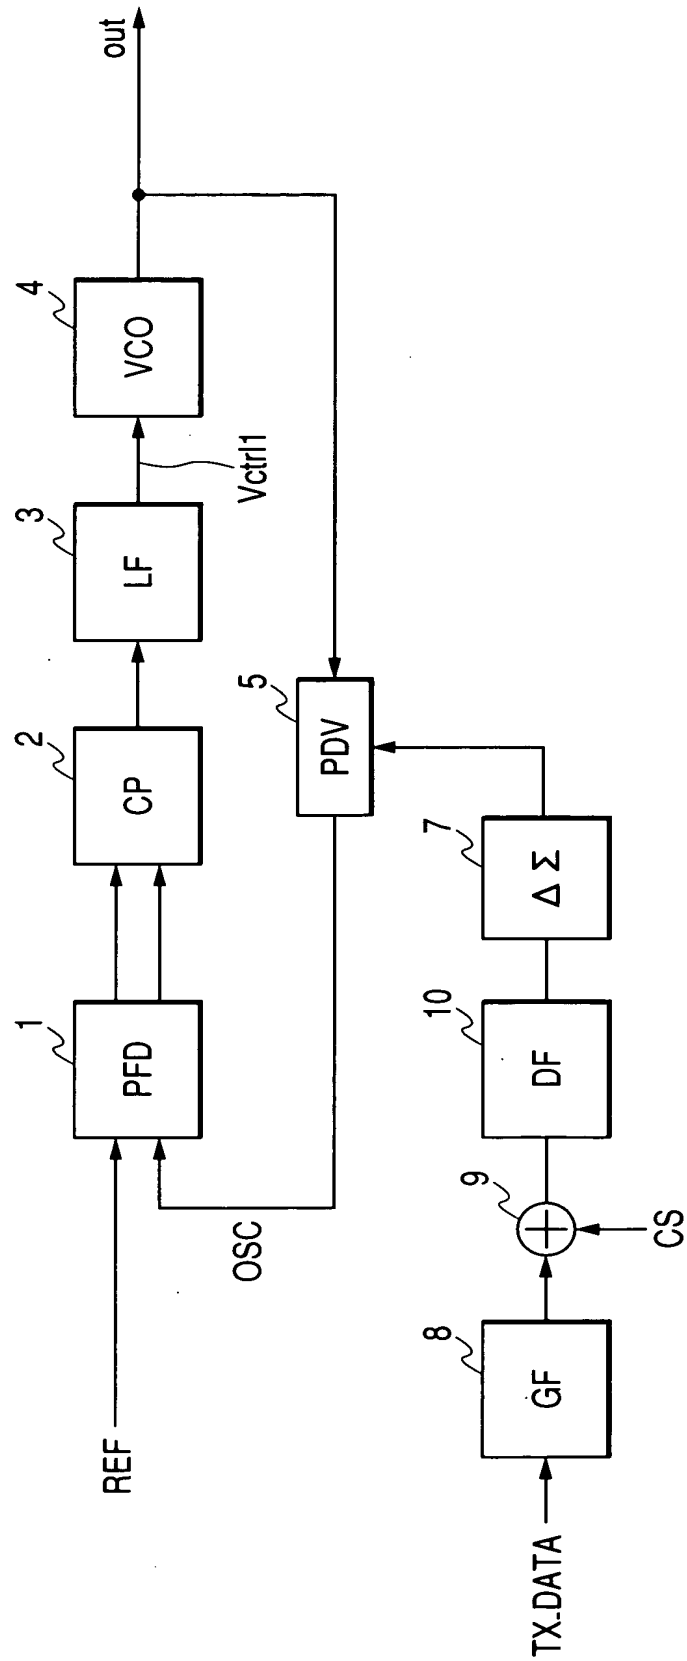 REF
1
PFD
2
CP
3
LF
Vctrl1
4
VCO
out
OSC
5
PDV
TX-DATA
8
GF
9
CS
10
DF
7
ΔΣ